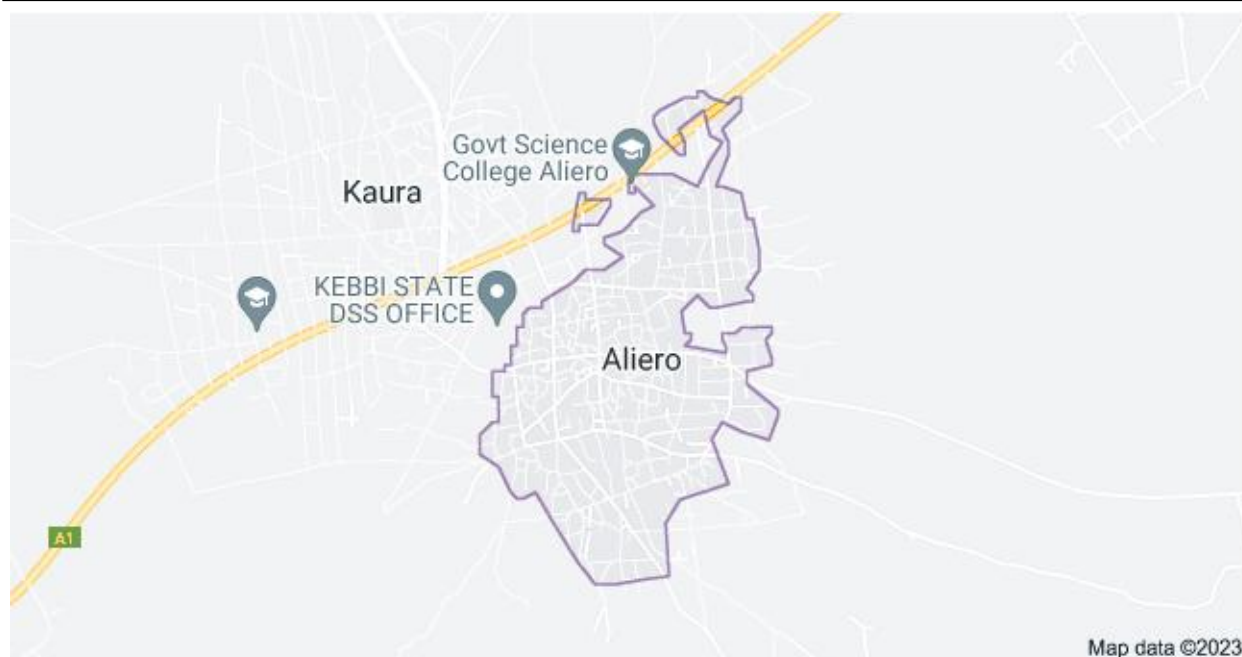 Govt Science
College Aliero
Kaura
KEBBI STATE
DSS OFFICE
Aliero
A1
Map data ©2023